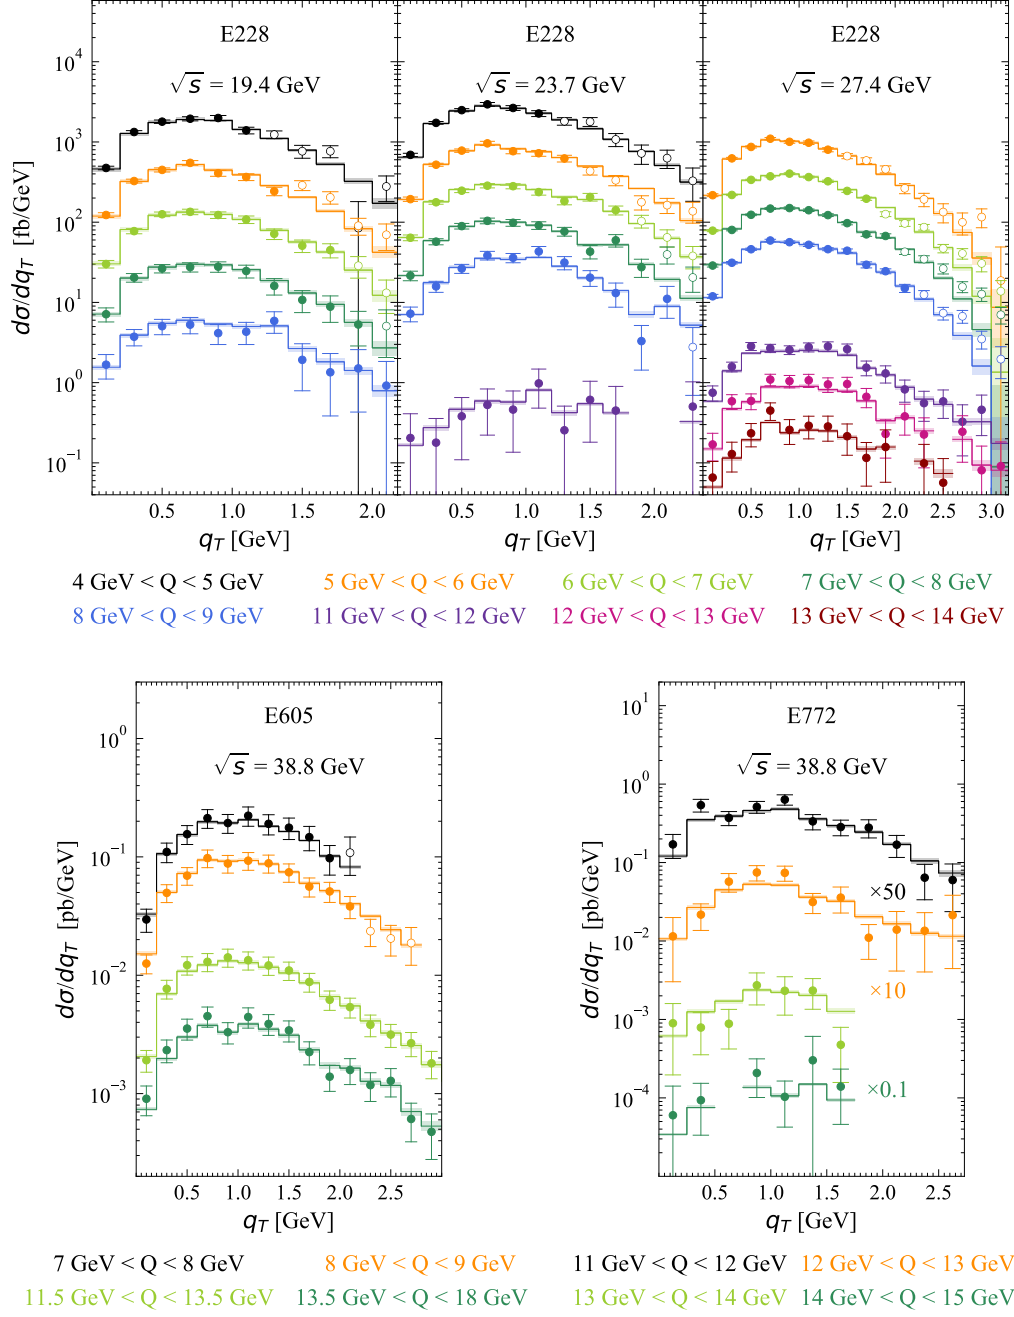 E228 E228 E228
√s = 19.4 GeV √s = 23.7 GeV √s = 27.4 GeV
dσ/dq_T [fb/GeV]
10^4
10^3
10^2
10^1
10^0
10^−1
0.5 1.0 1.5 2.0 0.5 1.0 1.5 2.0 0.5 1.0 1.5 2.0 2.5 3.0
q_T [GeV] q_T [GeV] q_T [GeV]
4 GeV < Q < 5 GeV 5 GeV < Q < 6 GeV 6 GeV < Q < 7 GeV 7 GeV < Q < 8 GeV
8 GeV < Q < 9 GeV 11 GeV < Q < 12 GeV 12 GeV < Q < 13 GeV 13 GeV < Q < 14 GeV
E605
√s = 38.8 GeV
dσ/dq_T [pb/GeV]
10^0
10^−1
10^−2
10^−3
0.5 1.0 1.5 2.0 2.5
q_T [GeV]
7 GeV < Q < 8 GeV 8 GeV < Q < 9 GeV
11.5 GeV < Q < 13.5 GeV 13.5 GeV < Q < 18 GeV
E772
√s = 38.8 GeV
dσ/dq_T [pb/GeV]
10^1
10^0
10^−1
10^−2
10^−3
10^−4
×50
×10
×0.1
0.5 1.0 1.5 2.0 2.5
q_T [GeV]
11 GeV < Q < 12 GeV 12 GeV < Q < 13 GeV
13 GeV < Q < 14 GeV 14 GeV < Q < 15 GeV